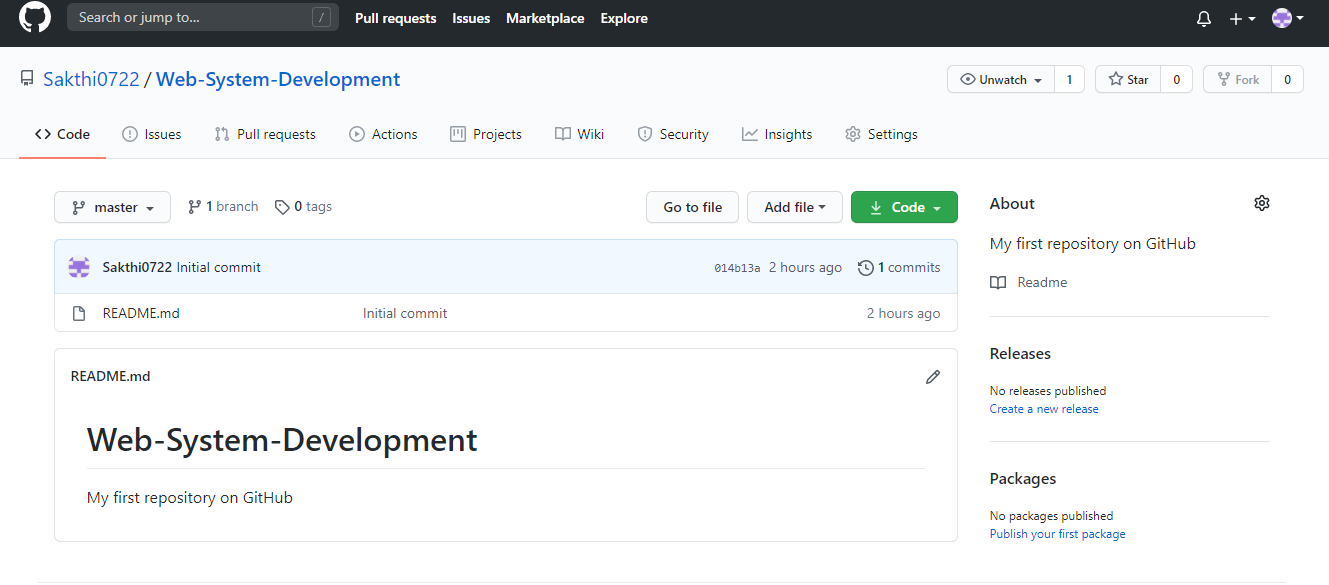 Search or jump to... / Pull requests Issues Marketplace Explore
Sakthi0722 / Web-System-Development Unwatch 1 Star 0 Fork 0
Code Issues Pull requests Actions Projects Wiki Security Insights Settings
master 1 branch 0 tags Go to file Add file Code
Sakthi0722 Initial commit 014b13a 2 hours ago 1 commits
README.md Initial commit 2 hours ago
README.md
Web-System-Development
My first repository on GitHub
About
My first repository on GitHub
Readme
Releases
No releases published
Create a new release
Packages
No packages published
Publish your first package